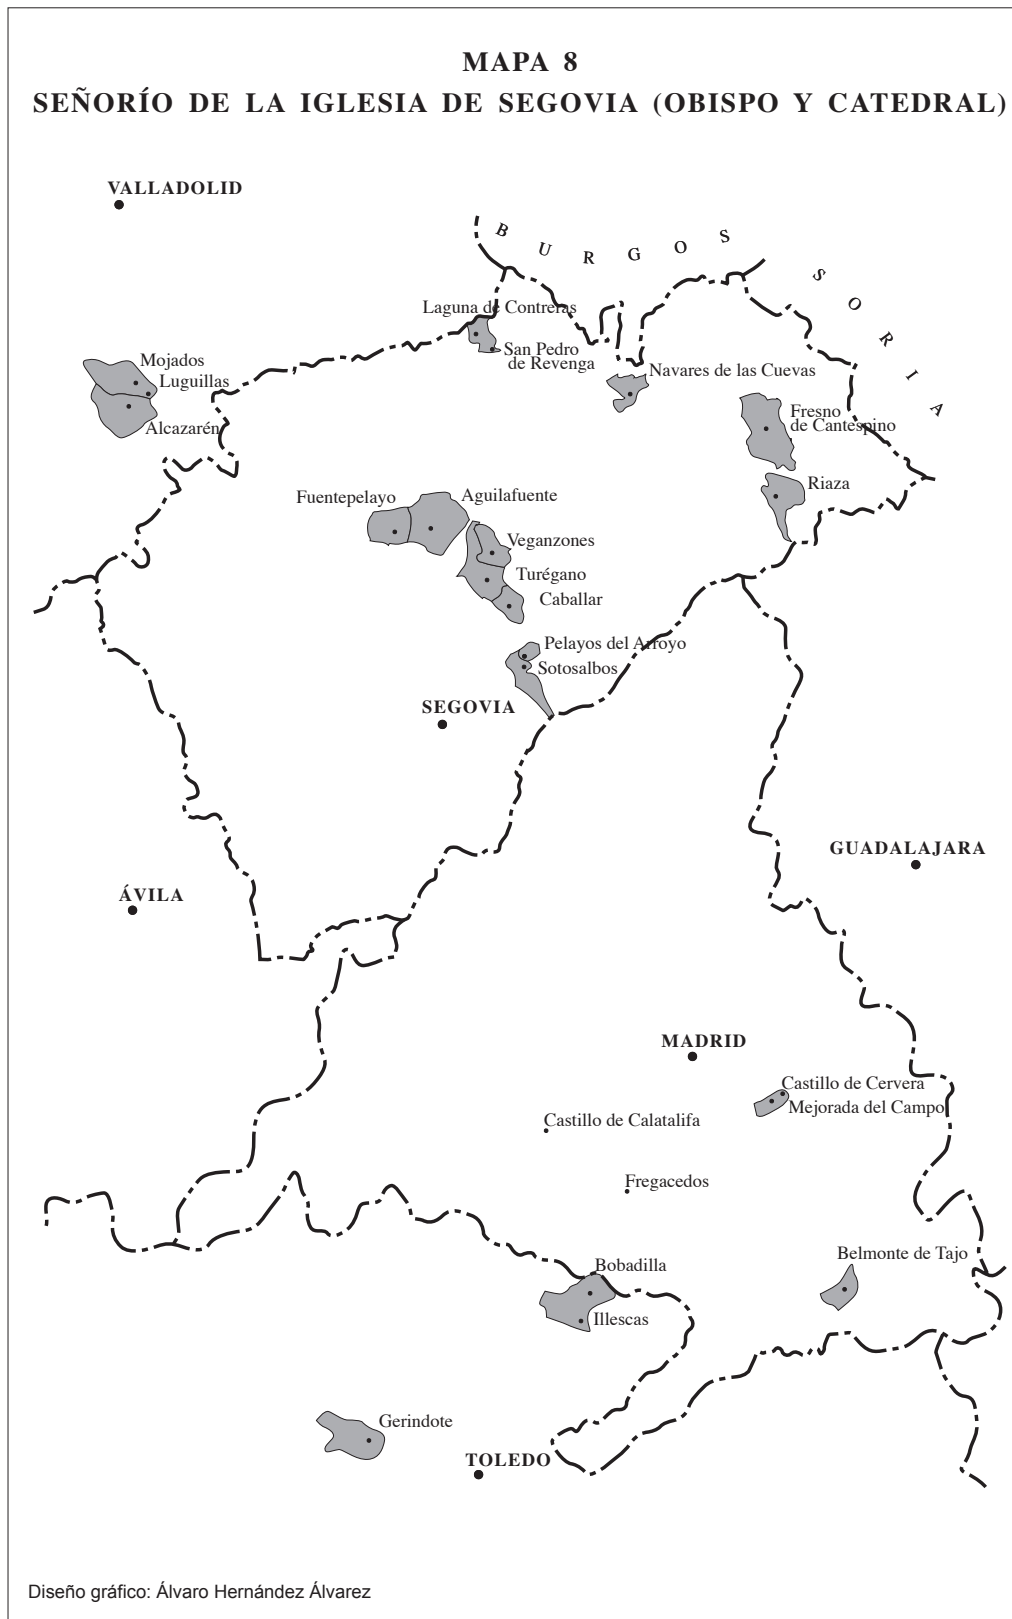 MAPA 8
SEÑORÍO DE LA IGLESIA DE SEGOVIA (OBISPO Y CATEDRAL)
VALLADOLID
BURGOS
SORIA
Laguna de Contreras
San Pedro
de Revenga
Mojados
Luguillas
Alcazarén
Navares de las Cuevas
Fresno
de Cantespino
Riaza
Fuentepelayo
Aguilafuente
Veganzones
Turégano
Caballar
Pelayos del Arroyo
Sotosalbos
SEGOVIA
GUADALAJARA
ÁVILA
MADRID
Castillo de Cervera
Mejorada del Campo
Castillo de Calatalifa
Fregacedos
Belmonte de Tajo
Bobadilla
Illescas
Gerindote
TOLEDO
Diseño gráfico: Álvaro Hernández Álvarez